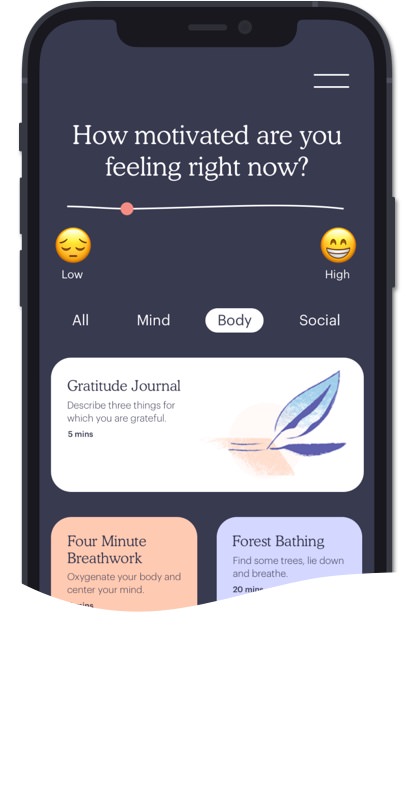 How motivated are you
feeling right now?
Low
High
All
Mind
Body
Social
Gratitude Journal
Describe three things for
which you are grateful.
5 mins
Four Minute
Breathwork
Oxygenate your body and
center your mind.
mins
Forest Bathing
Find some trees, lie down
and breathe.
20 mins